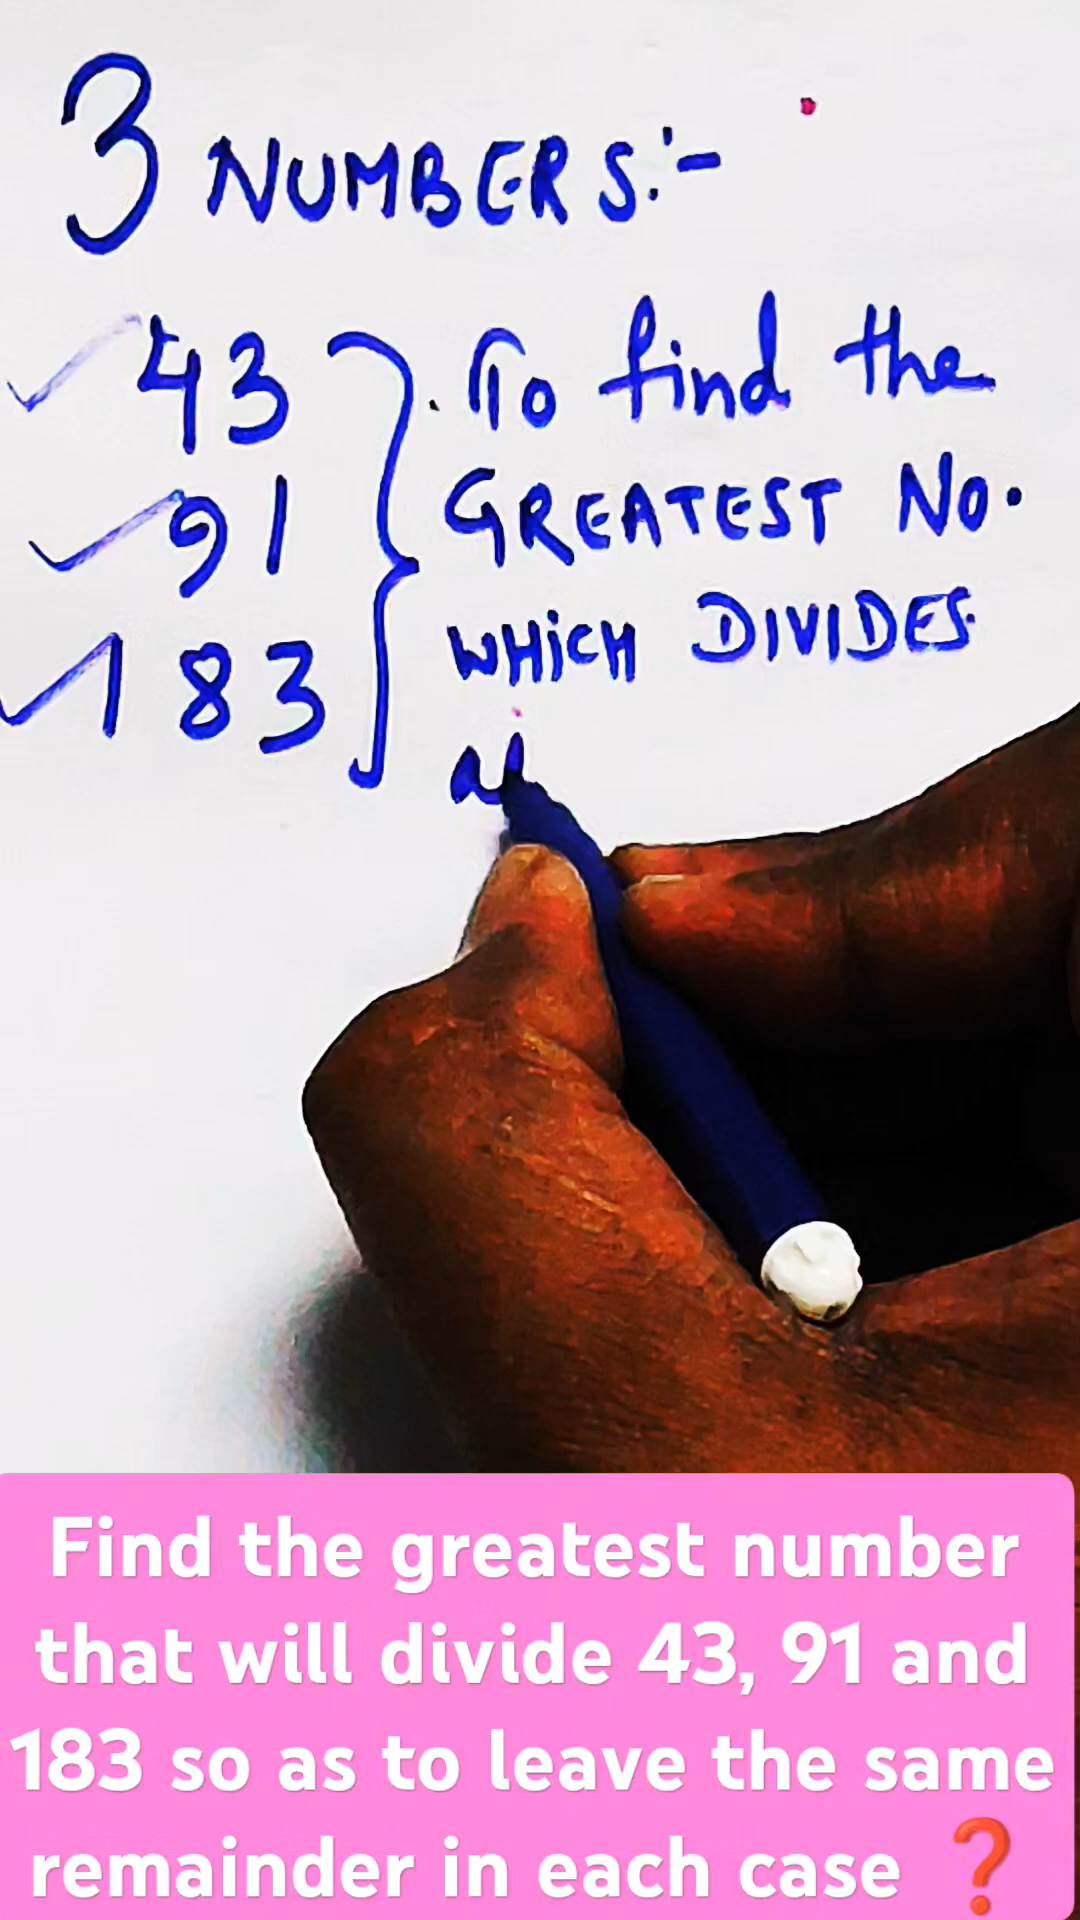 3 NUMBERS:-
43 } To find the
91 GREATEST NO.
183 WHICH DIVIDES
Find the greatest number
that will divide 43, 91 and
183 so as to leave the same
remainder in each case ❓